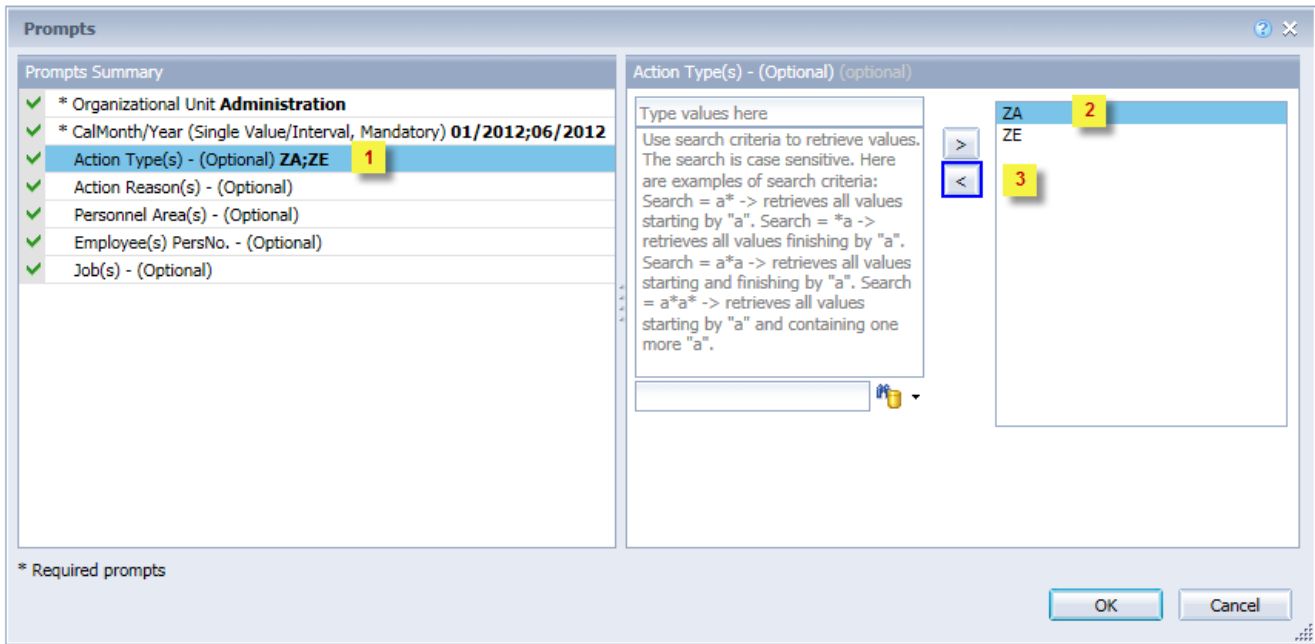 Prompts
Prompts Summary
* Organizational Unit Administration
* CalMonth/Year (Single Value/Interval, Mandatory) 01/2012;06/2012
Action Type(s) - (Optional) ZA;ZE 1
Action Reason(s) - (Optional)
Personnel Area(s) - (Optional)
Employee(s) PersNo. - (Optional)
Job(s) - (Optional)
Action Type(s) - (Optional) (optional)
Type values here
Use search criteria to retrieve values.
The search is case sensitive. Here
are examples of search criteria:
Search = a* -> retrieves all values
starting by "a". Search = *a ->
retrieves all values finishing by "a".
Search = a*a -> retrieves all values
starting and finishing by "a". Search
= a*a* -> retrieves all values
starting by "a" and containing one
more "a".
>
< 3
ZA 2
ZE
* Required prompts
OK Cancel